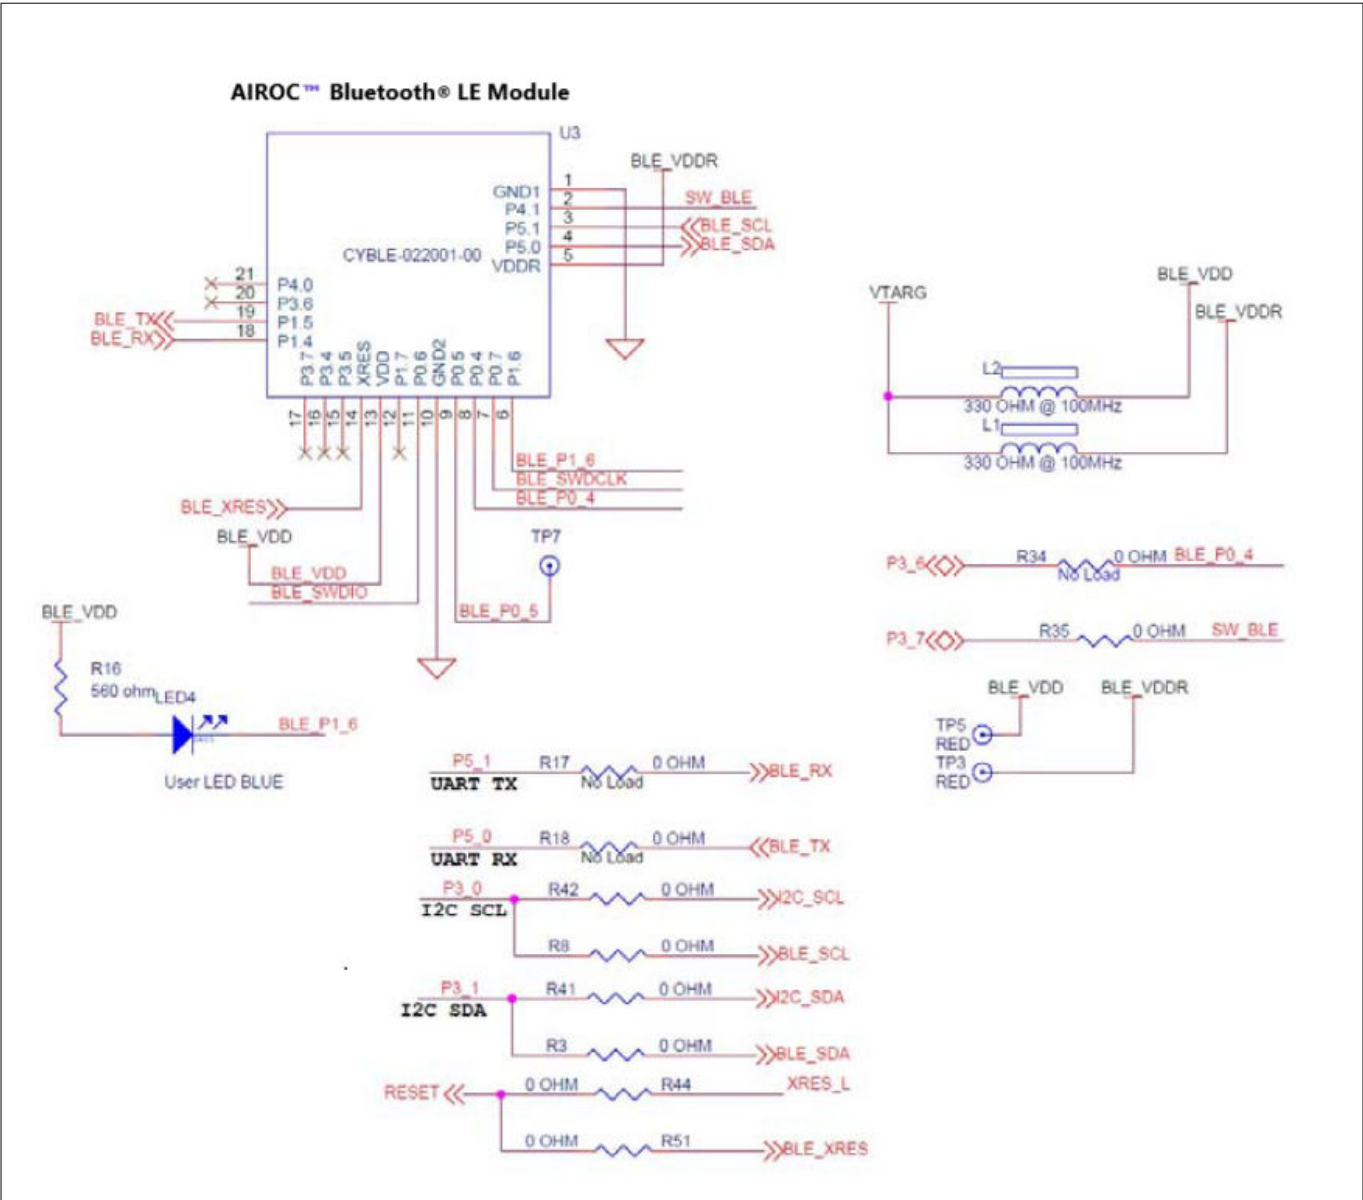 AIROC™ Bluetooth® LE Module
U3
BLE_VDDR
GND1 1
SW_BLE
P4.1 2
P5.1 3 BLE_SCL
P5.0 4 BLE_SDA
VDDR 5
CYBLE-022001-00
21 P4.0
20 P3.6
BLE_TX 19 P1.5
BLE_RX 18 P1.4
P3.7 P3.4 P3.5 XRES VDD P1.7 P0.6 GND2 P0.5 P0.4 P0.7 P1.6
17 16 15 14 13 12 11 10 9 8 7 6
BLE_P1_6
BLE_SWDCLK
BLE_P0_4
BLE_XRES
BLE_VDD
TP7
BLE_VDD
BLE_SWDIO
BLE_P0_5
VTARG
BLE_VDD
BLE_VDDR
L2
330 OHM @ 100MHz
L1
330 OHM @ 100MHz
P3_6 R34 0 OHM BLE_P0_4
No Load
P3_7 R35 0 OHM SW_BLE
BLE_VDD BLE_VDDR
TP5
RED
TP3
RED
BLE_VDD
R16
560 ohm
LED4
BLE_P1_6
User LED BLUE
P5_1 R17 0 OHM BLE_RX
UART TX No Load
P5_0 R18 0 OHM BLE_TX
UART RX No Load
P3_0 R42 0 OHM I2C_SCL
I2C SCL
R8 0 OHM BLE_SCL
P3_1 R41 0 OHM I2C_SDA
I2C SDA
R3 0 OHM BLE_SDA
RESET 0 OHM R44 XRES_L
0 OHM R51 BLE_XRES